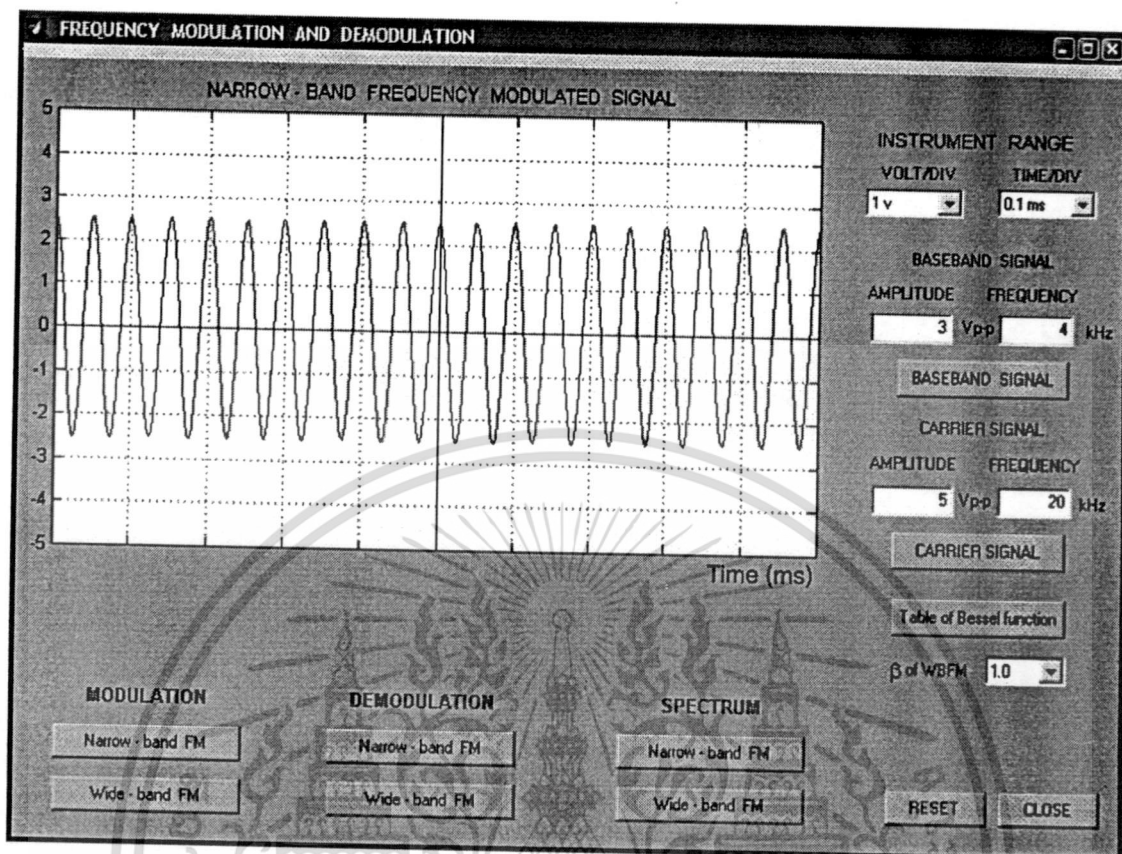 FREQUENCY MODULATION AND DEMODULATION
NARROW - BAND FREQUENCY MODULATED SIGNAL
5
4
3
2
1
0
-1
-2
-3
-4
-5
Time (ms)
INSTRUMENT RANGE
VOLT/DIV TIME/DIV
1 v 0.1 ms
BASEBAND SIGNAL
AMPLITUDE FREQUENCY
3 Vp-p 4 kHz
BASEBAND SIGNAL
CARRIER SIGNAL
AMPLITUDE FREQUENCY
5 Vp-p 20 kHz
CARRIER SIGNAL
Table of Bessel function
β of WBFM 1.0
MODULATION
Narrow - band FM
Wide - band FM
DEMODULATION
Narrow - band FM
Wide - band FM
SPECTRUM
Narrow - band FM
Wide - band FM
RESET CLOSE